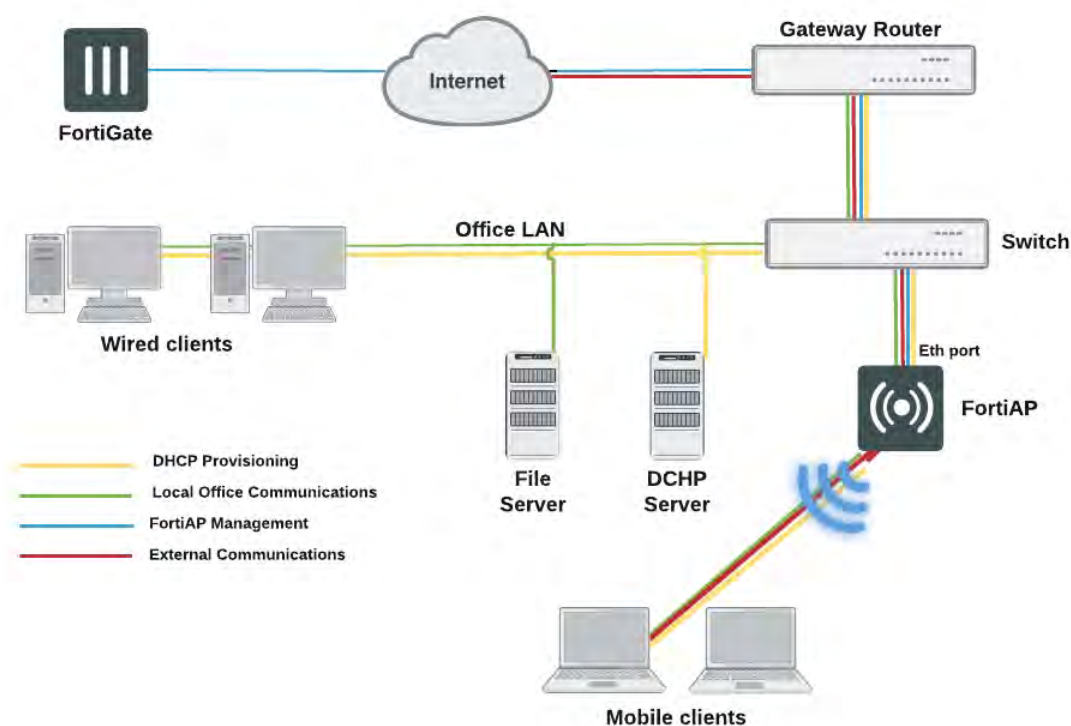 Gateway Router
Internet
FortiGate
Office LAN
Switch
Wired clients
Eth port
FortiAP
File
Server
DCHP
Server
DHCP Provisioning
Local Office Communications
FortiAP Management
External Communications
Mobile clients